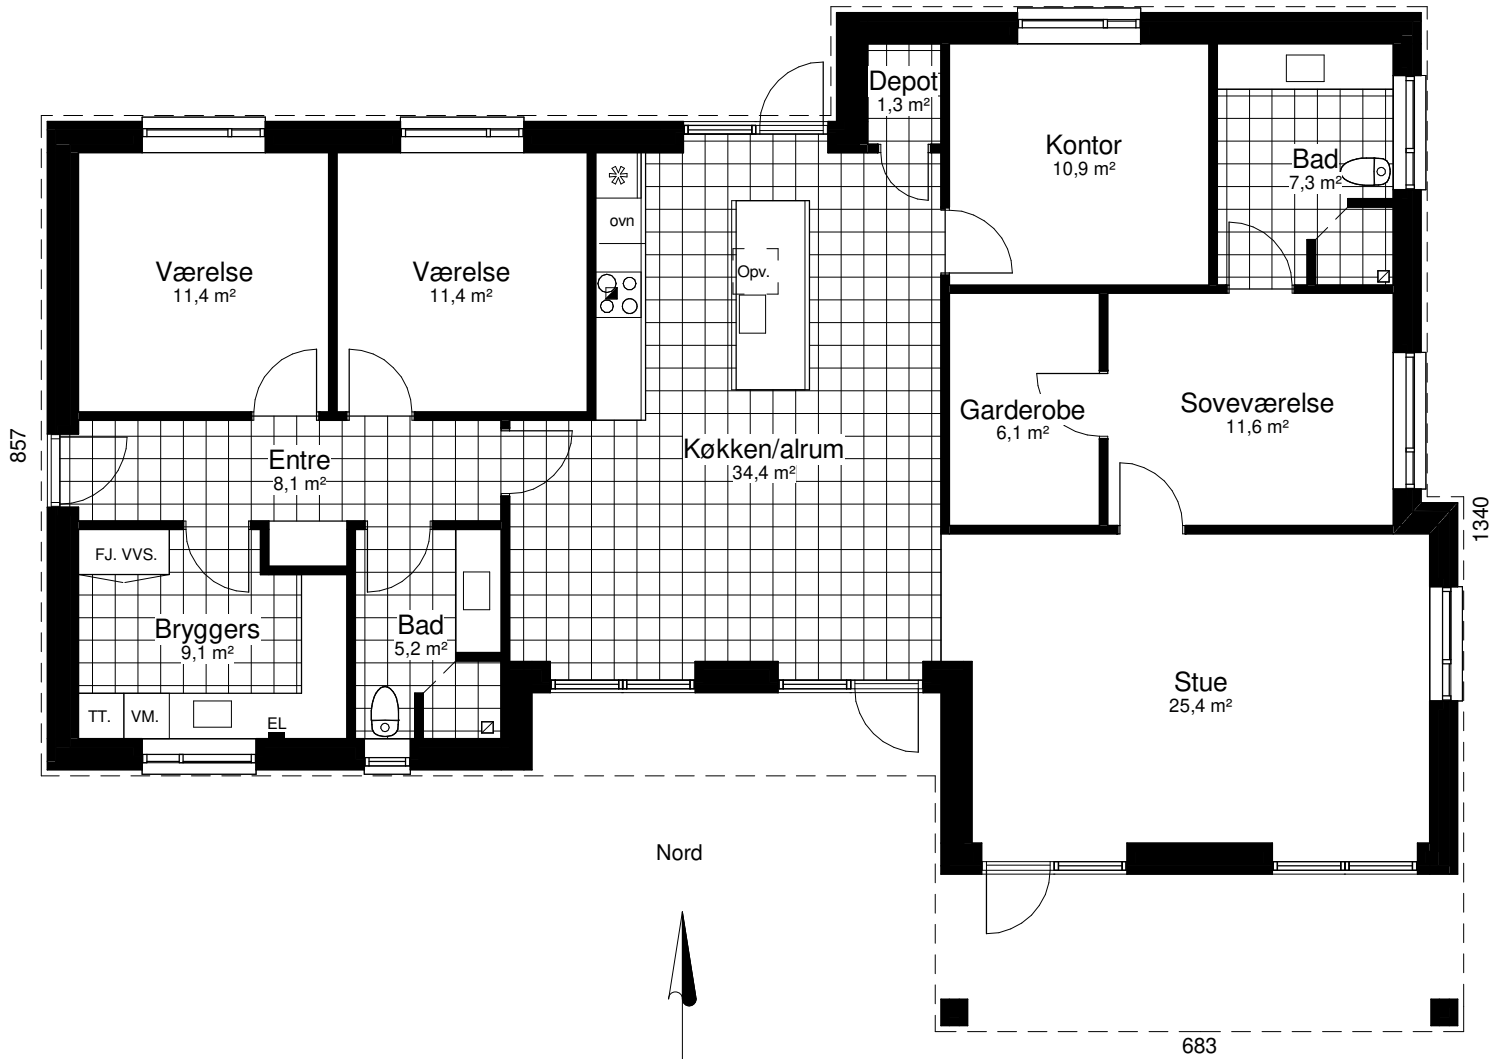 Depot
1,3 m²
Kontor
10,9 m²
Bad
7,3 m²
Værelse
11,4 m²
Værelse
11,4 m²
ovn
Opv.
Garderobe
6,1 m²
Soveværelse
11,6 m²
857
Entre
8,1 m²
Køkken/alrum
34,4 m²
1340
FJ. VVS.
Bryggers
9,1 m²
Bad
5,2 m²
TT.
VM.
EL
Stue
25,4 m²
Nord
683